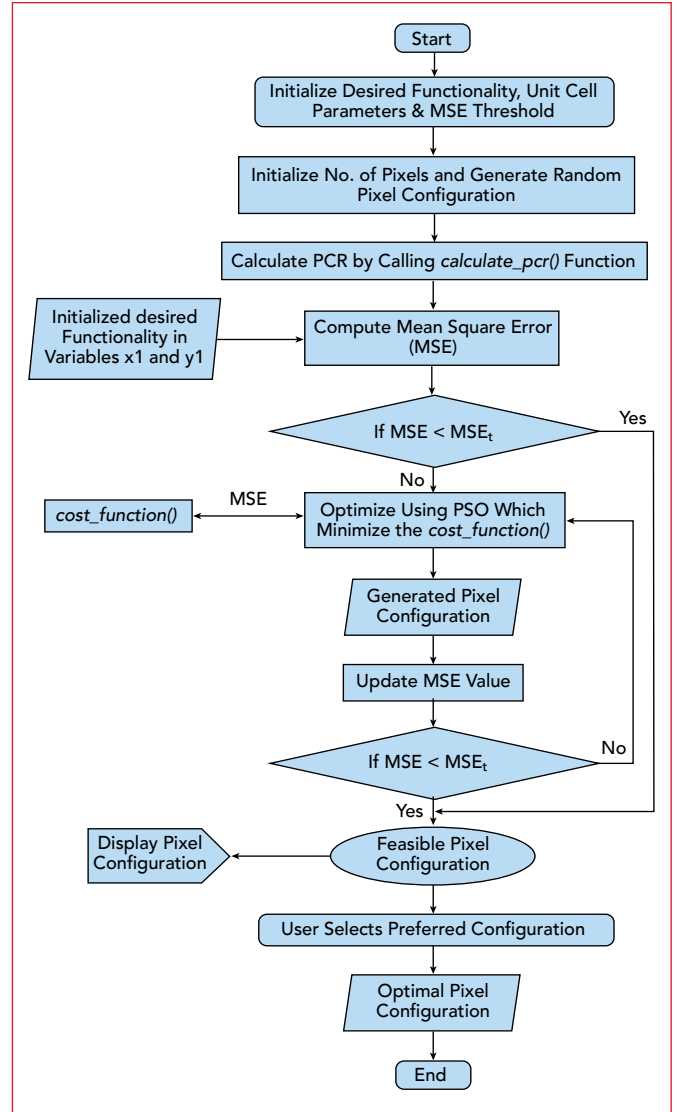 Start
Initialize Desired Functionality, Unit Cell
Parameters & MSE Threshold
Initialize No. of Pixels and Generate Random
Pixel Configuration
Calculate PCR by Calling calculate_pcr() Function
Initialized desired
Functionality in
Variables x1 and y1
Compute Mean Square Error
(MSE)
If MSE < MSEt
Yes
No
cost_function()
MSE
Optimize Using PSO Which
Minimize the cost_function()
Generated Pixel
Configuration
Update MSE Value
If MSE < MSEt
No
Yes
Display Pixel
Configuration
Feasible Pixel
Configuration
User Selects Preferred Configuration
Optimal Pixel
Configuration
End